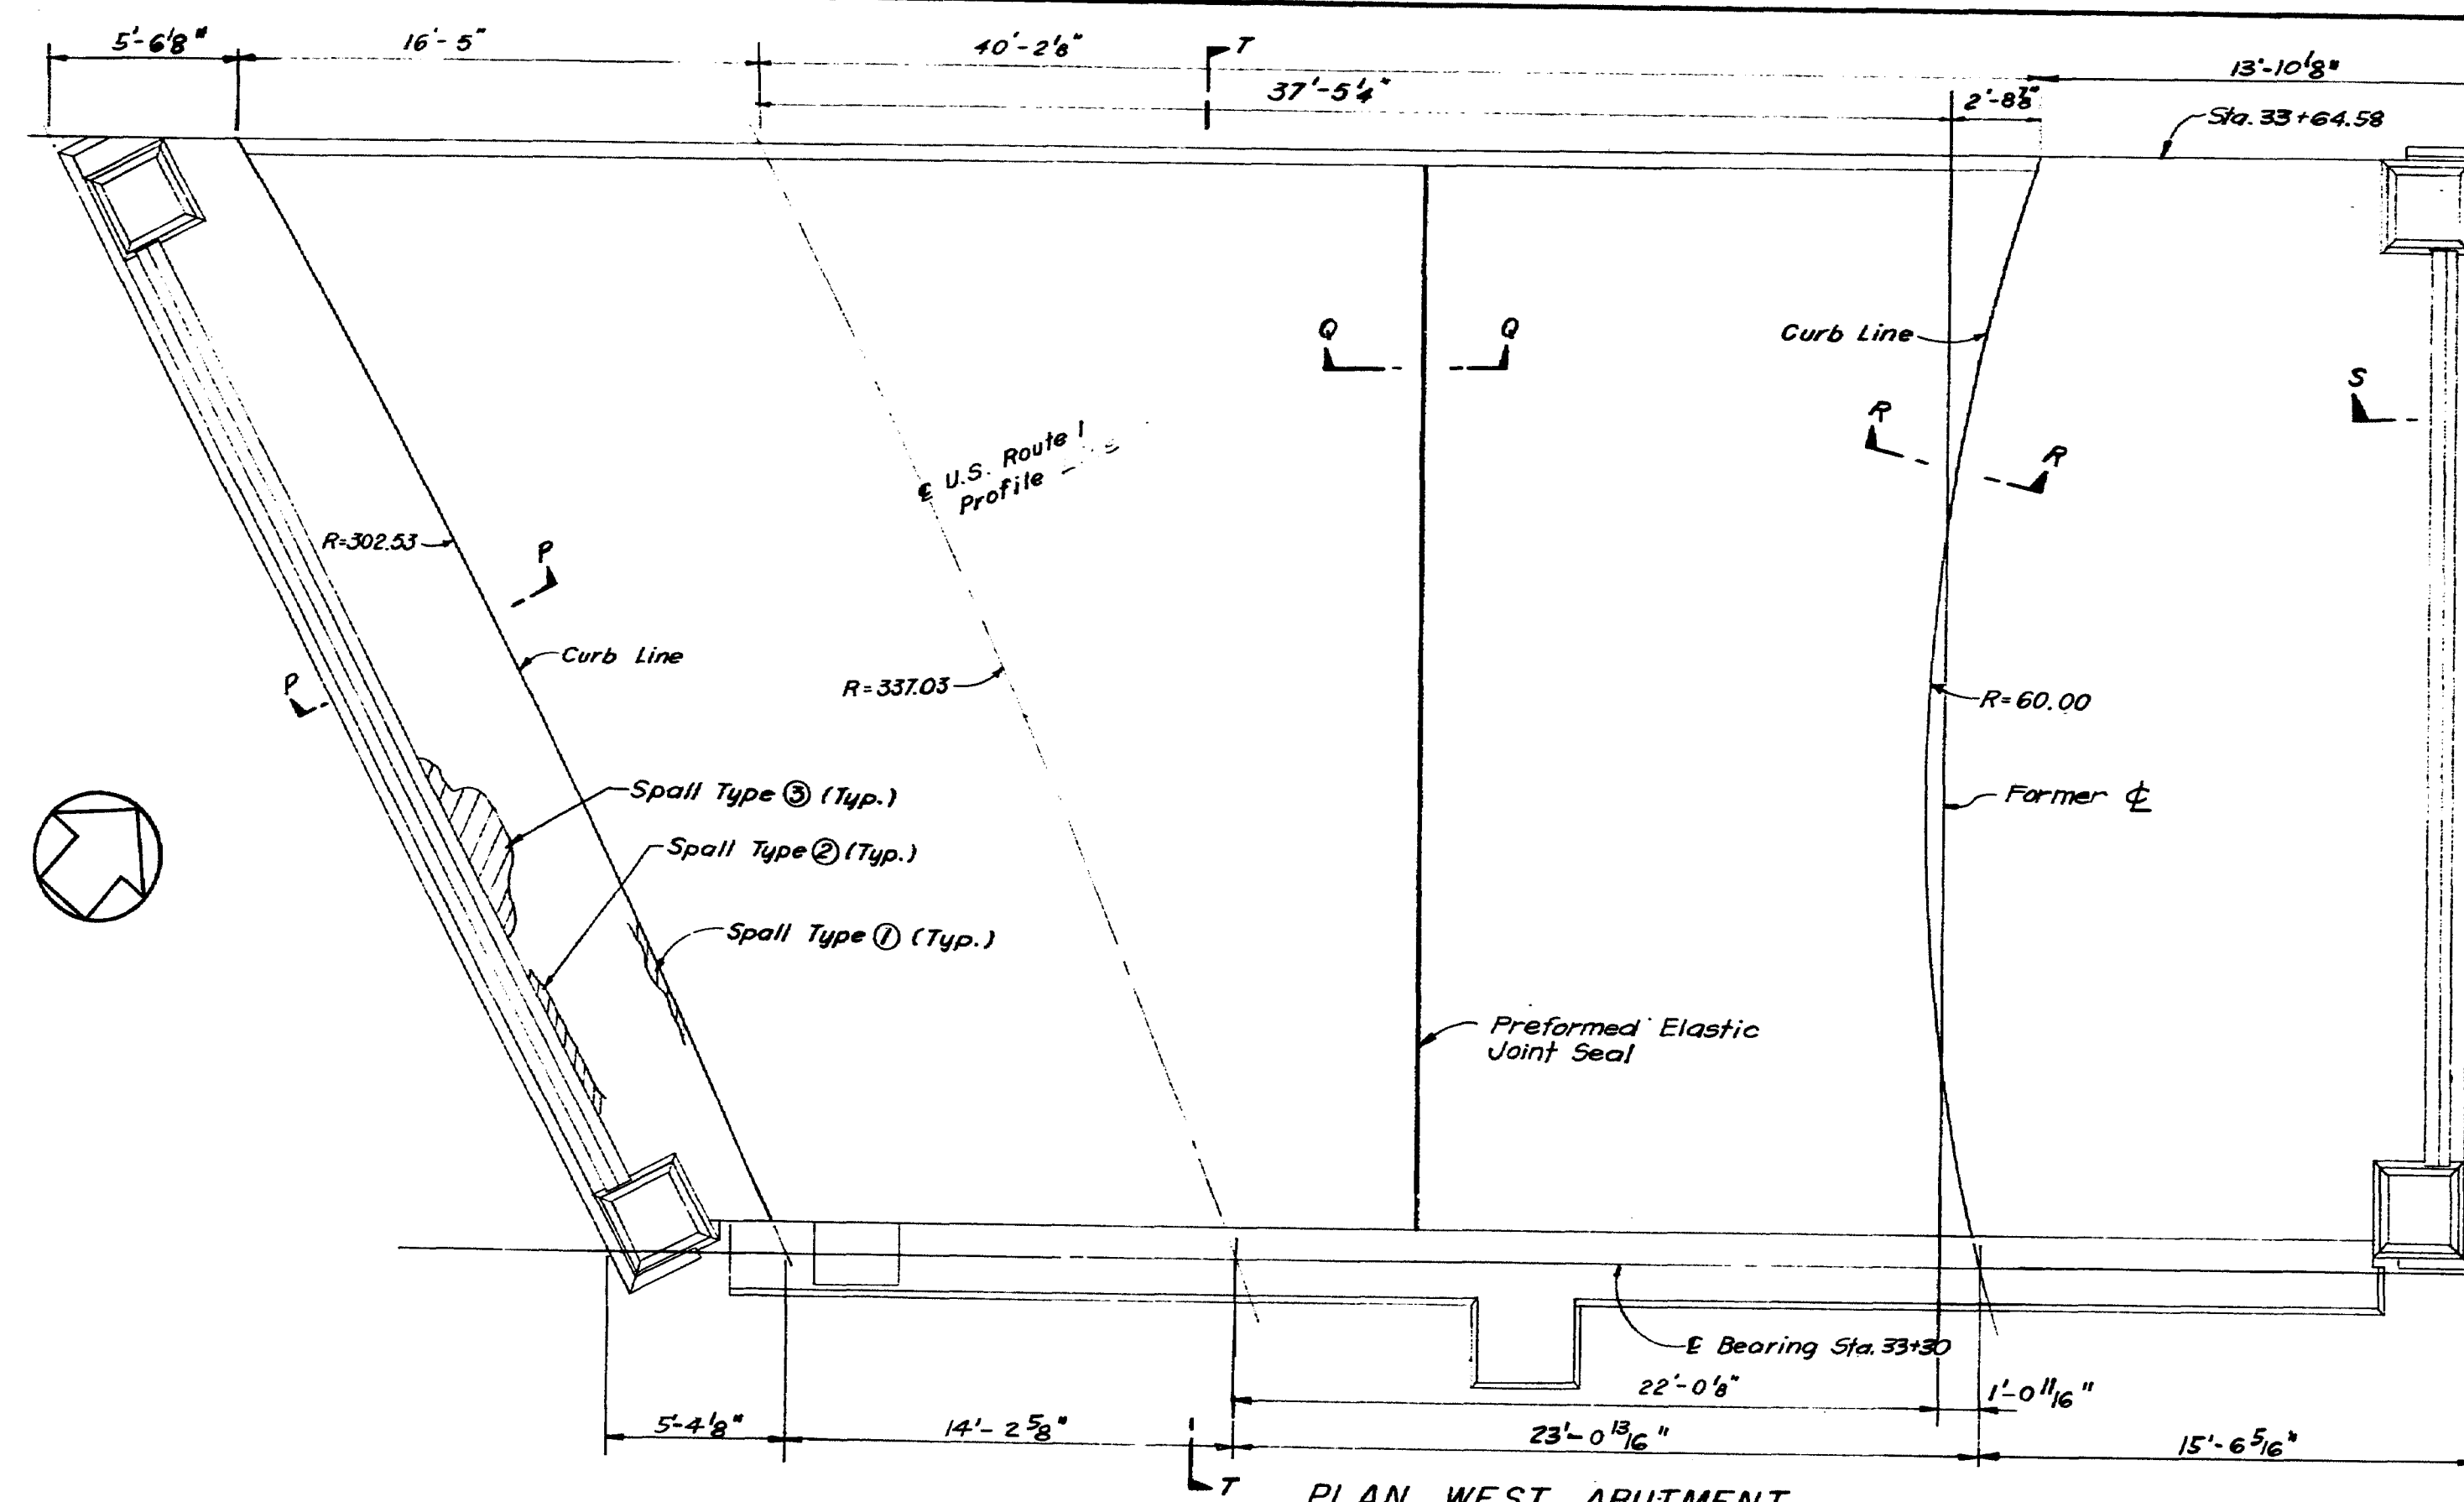 5'-6 1/8"
16'-5"
40'-2 1/8"
T
13'-10 1/8"
37'-5 1/4"
2'-8 7/8"
Sta. 33+64.58
Q
Q
Curb Line
S
R
R
℄ U.S. Route 1
Profile
R=302.53
P
Curb Line
P
R=337.03
R=60.00
Spall Type ③ (Typ.)
Former ℄
Spall Type ② (Typ.)
Spall Type ① (Typ.)
Preformed Elastic
Joint Seal
℄ Bearing Sta. 33+30
22'-0 1/8"
1'-0 11/16"
5'-4 1/8"
14'-2 5/8"
23'-0 13/16"
15'-6 5/16"
T
PLAN WEST ABUTMENT